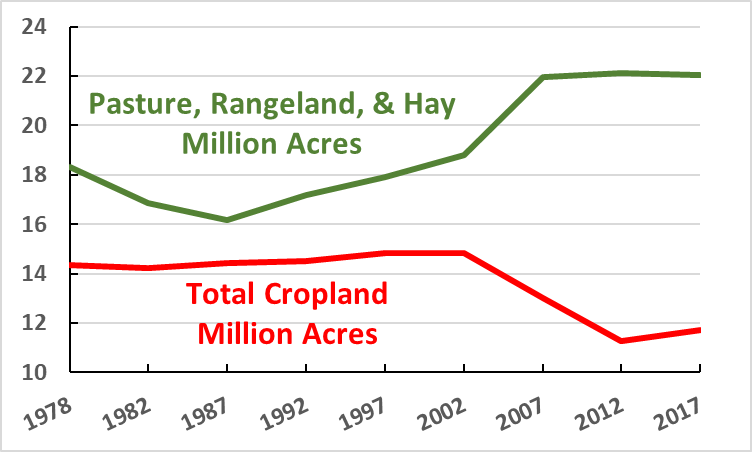 24
22
20
18
16
14
12
10
Pasture, Rangeland, & Hay
Million Acres
Total Cropland
Million Acres
1978 1982 1987 1992 1997 2002 2007 2012 2017